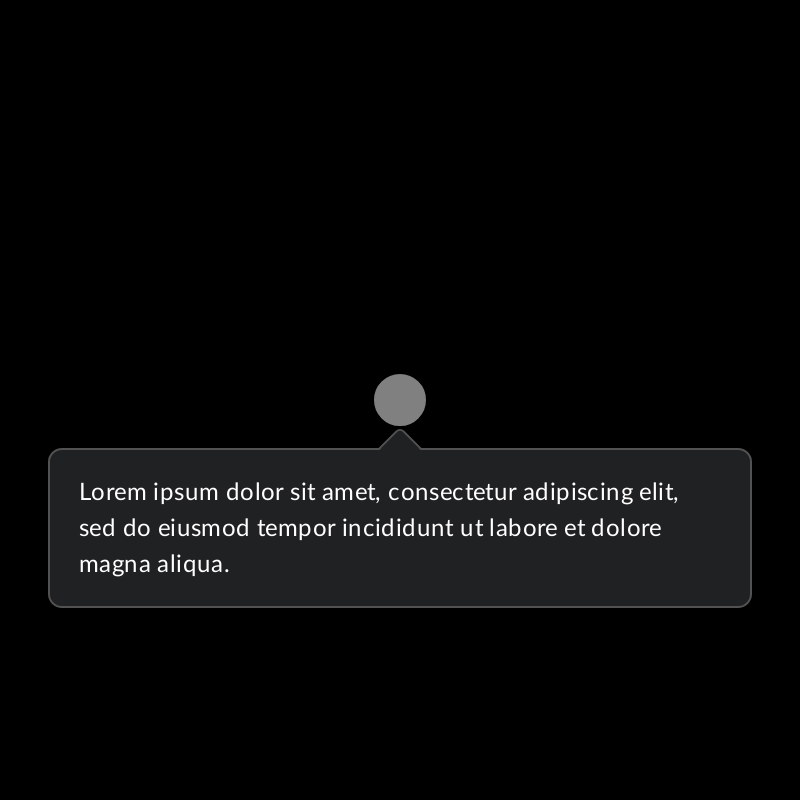 Lorem ipsum dolor sit amet, consectetur adipiscing elit,
sed do eiusmod tempor incididunt ut labore et dolore
magna aliqua.